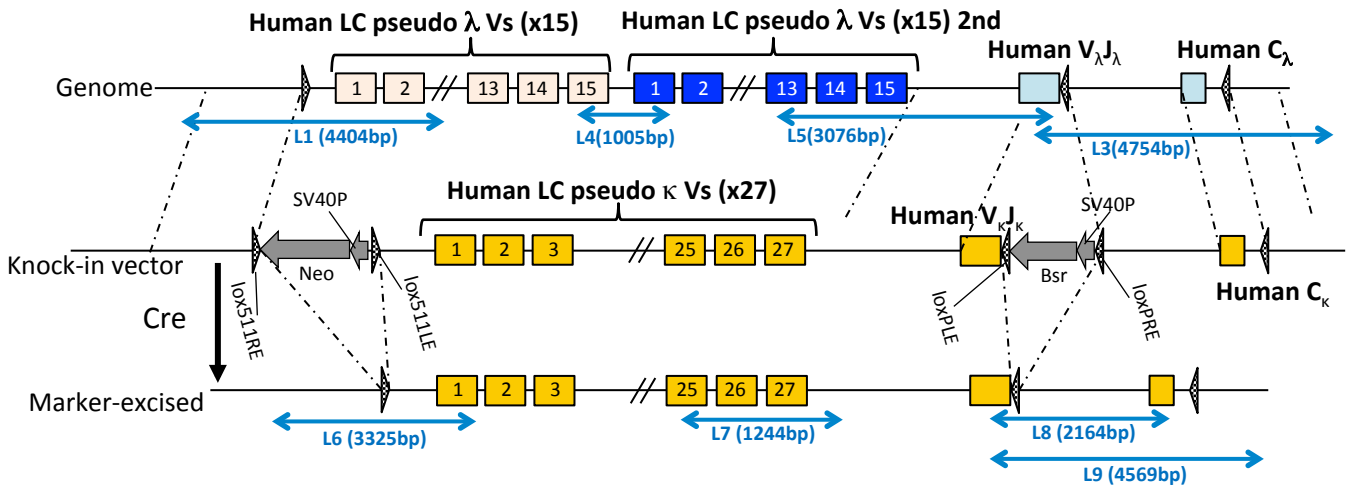 Human LC pseudo λ Vs (x15)
Human LC pseudo λ Vs (x15) 2nd
Human VλJλ
Human Cλ
Genome
1 2 // 13 14 15
1 2 // 13 14 15
L1 (4404bp)
L4(1005bp)
L5(3076bp)
L3(4754bp)
Human LC pseudo κ Vs (x27)
SV40P
Human VκJκ
SV40P
1 2 3 // 25 26 27
Knock-in vector
Neo
Bsr
lox511RE
lox511LE
loxPLE
loxPRE
Human Cκ
Cre
Marker-excised
1 2 3 // 25 26 27
L6 (3325bp)
L7 (1244bp)
L8 (2164bp)
L9 (4569bp)